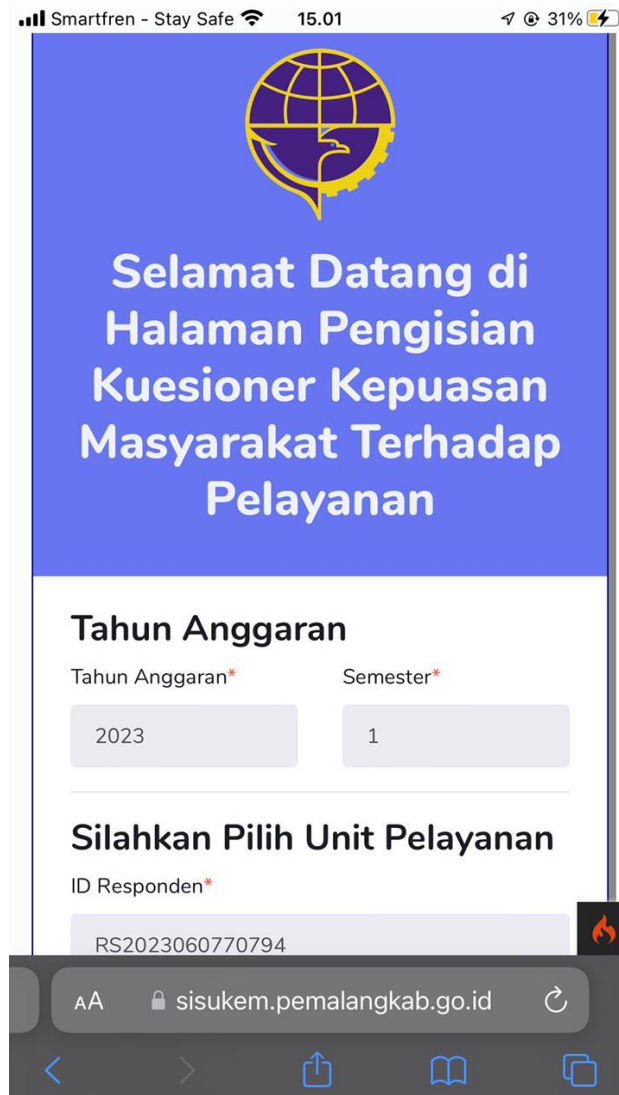 Smartfren - Stay Safe 15.01 31%
Selamat Datang di
Halaman Pengisian
Kuesioner Kepuasan
Masyarakat Terhadap
Pelayanan
Tahun Anggaran
Tahun Anggaran* Semester*
2023 1
Silahkan Pilih Unit Pelayanan
ID Responden*
RS2023060770794
AA sisukem.pemalangkab.go.id